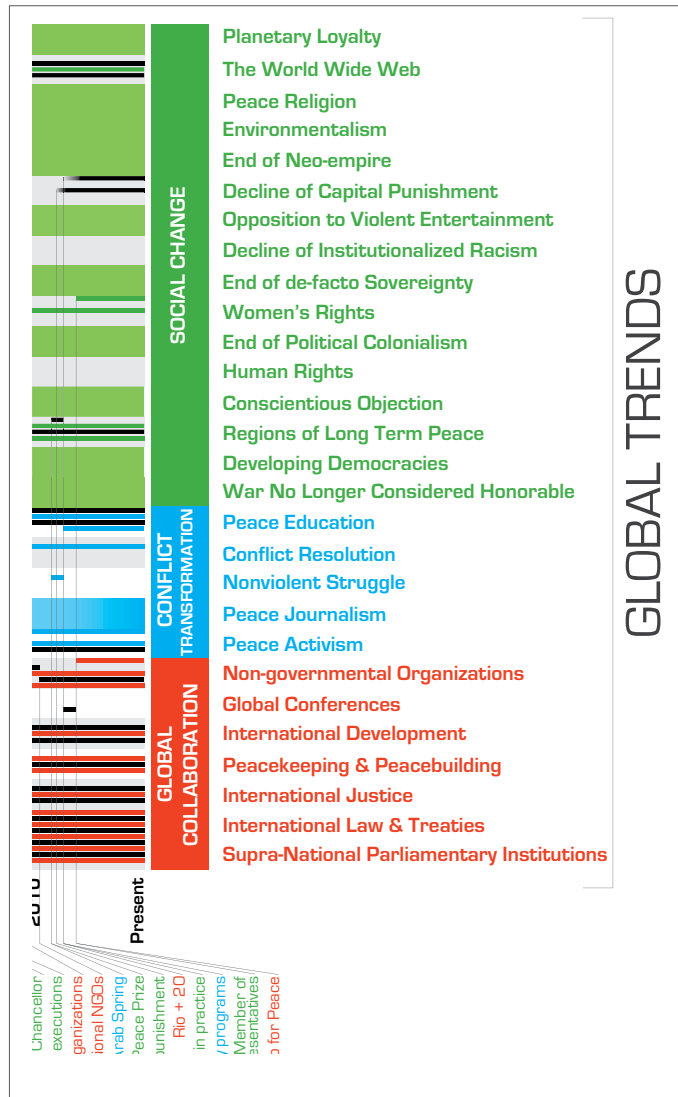 Planetary Loyalty
The World Wide Web
Peace Religion
Environmentalism
End of Neo-empire
Decline of Capital Punishment
Opposition to Violent Entertainment
Decline of Institutionalized Racism
End of de-facto Sovereignty
Women's Rights
End of Political Colonialism
Human Rights
Conscientious Objection
Regions of Long Term Peace
Developing Democracies
War No Longer Considered Honorable
Peace Education
Conflict Resolution
Nonviolent Struggle
Peace Journalism
Peace Activism
Non-governmental Organizations
Global Conferences
International Development
Peacekeeping & Peacebuilding
International Justice
International Law & Treaties
Supra-National Parliamentary Institutions
SOCIAL CHANGE
CONFLICT
TRANSFORMATION
GLOBAL
COLLABORATION
GLOBAL TRENDS
2010
Present
Chancellor
executions
ganizations
ional NGOs
Arab Spring
Peace Prize
punishment
Rio + 20
in practice
programs
Member of
esentatives
for Peace